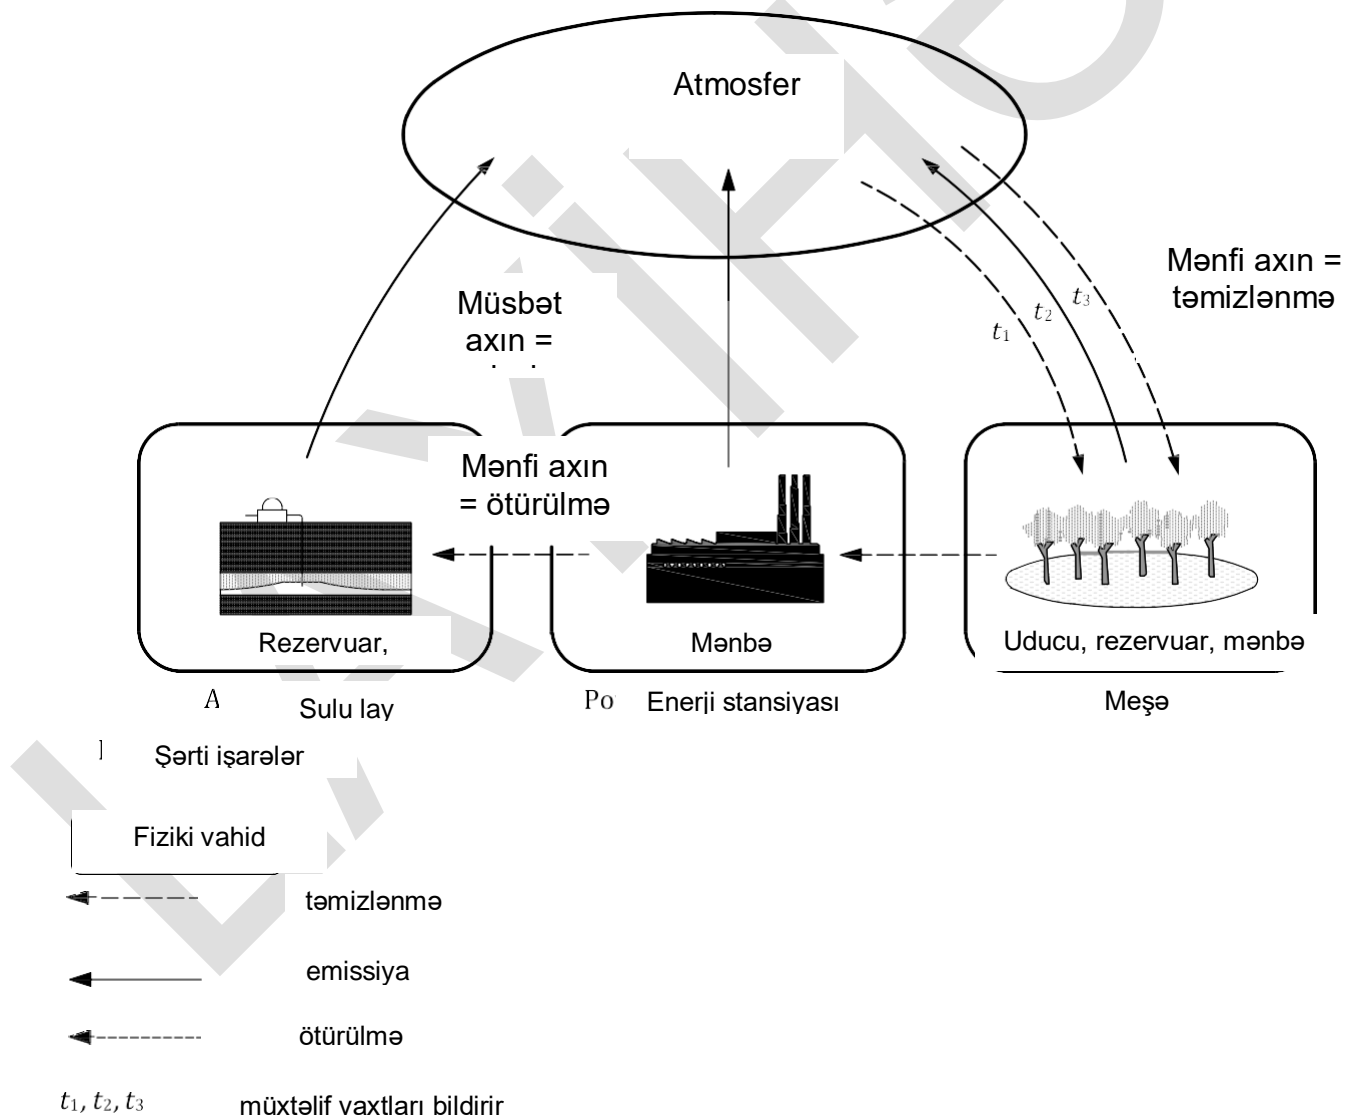 Atmosfer
Mənfi axın =
təmizlənmə
Müsbət
axın =
t₁
t₂
t₃
Mənfi axın
= ötürülmə
Rezervuar,
Mənbə
Uducu, rezervuar, mənbə
A
Sulu lay
Po
Enerji stansiyası
Meşə
Şərti işarələr
Fiziki vahid
təmizlənmə
emissiya
ötürülmə
t₁, t₂, t₃ müxtəlif vaxtları bildirir